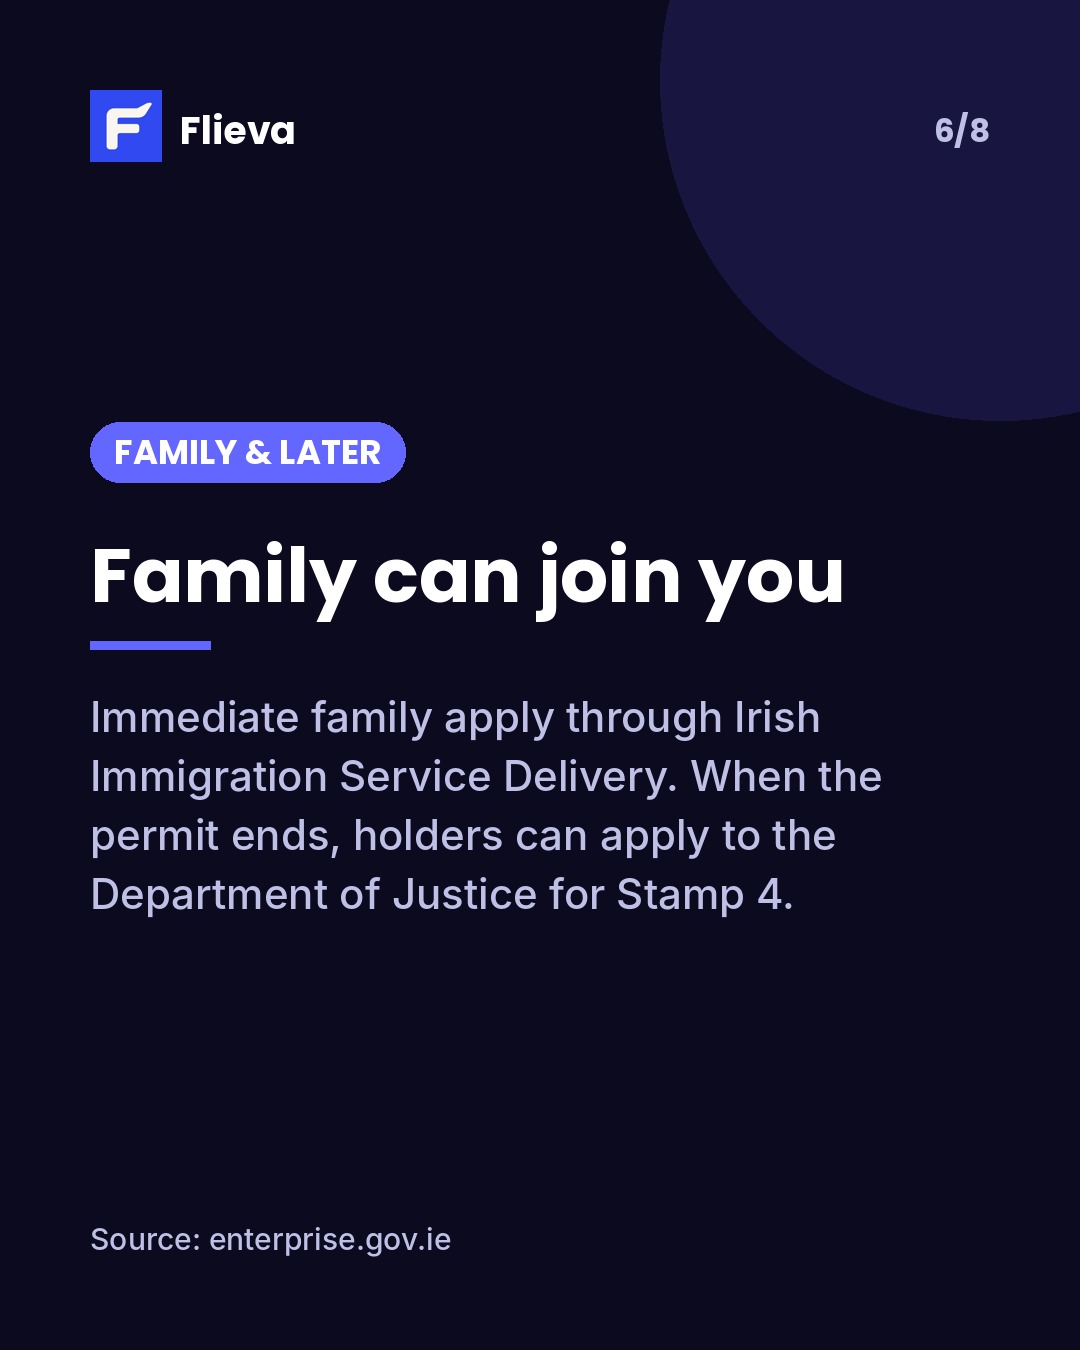 Flieva
6/8
FAMILY & LATER
Family can join you
Immediate family apply through Irish
Immigration Service Delivery. When the
permit ends, holders can apply to the
Department of Justice for Stamp 4.
Source: enterprise.gov.ie